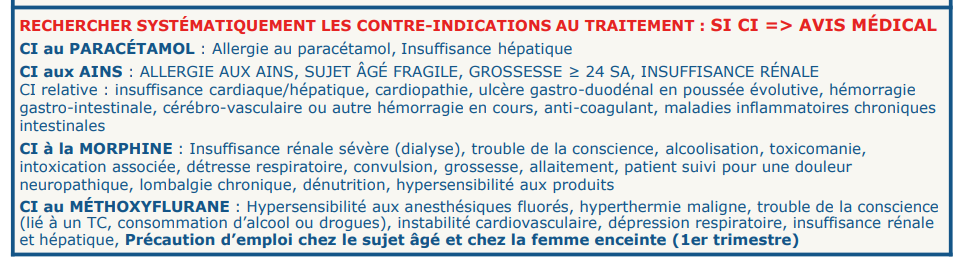 RECHERCHER SYSTÉMATIQUEMENT LES CONTRE-INDICATIONS AU TRAITEMENT : SI CI => AVIS MÉDICAL
CI au PARACÉTAMOL : Allergie au paracétamol, Insuffisance hépatique
CI aux AINS : ALLERGIE AUX AINS, SUJET ÂGÉ FRAGILE, GROSSESSE ≥ 24 SA, INSUFFISANCE RÉNALE
CI relative : insuffisance cardiaque/hépatique, cardiopathie, ulcère gastro-duodénal en poussée évolutive, hémorragie
gastro-intestinale, cérébro-vasculaire ou autre hémorragie en cours, anti-coagulant, maladies inflammatoires chroniques
intestinales
CI à la MORPHINE : Insuffisance rénale sévère (dialyse), trouble de la conscience, alcoolisation, toxicomanie,
intoxication associée, détresse respiratoire, convulsion, grossesse, allaitement, patient suivi pour une douleur
neuropathique, lombalgie chronique, dénutrition, hypersensibilité aux produits
CI au MÉTHOXYFLURANE : Hypersensibilité aux anesthésiques fluorés, hyperthermie maligne, trouble de la conscience
(lié à un TC, consommation d'alcool ou drogues), instabilité cardiovasculaire, dépression respiratoire, insuffisance rénale
et hépatique, Précaution d'emploi chez le sujet âgé et chez la femme enceinte (1er trimestre)